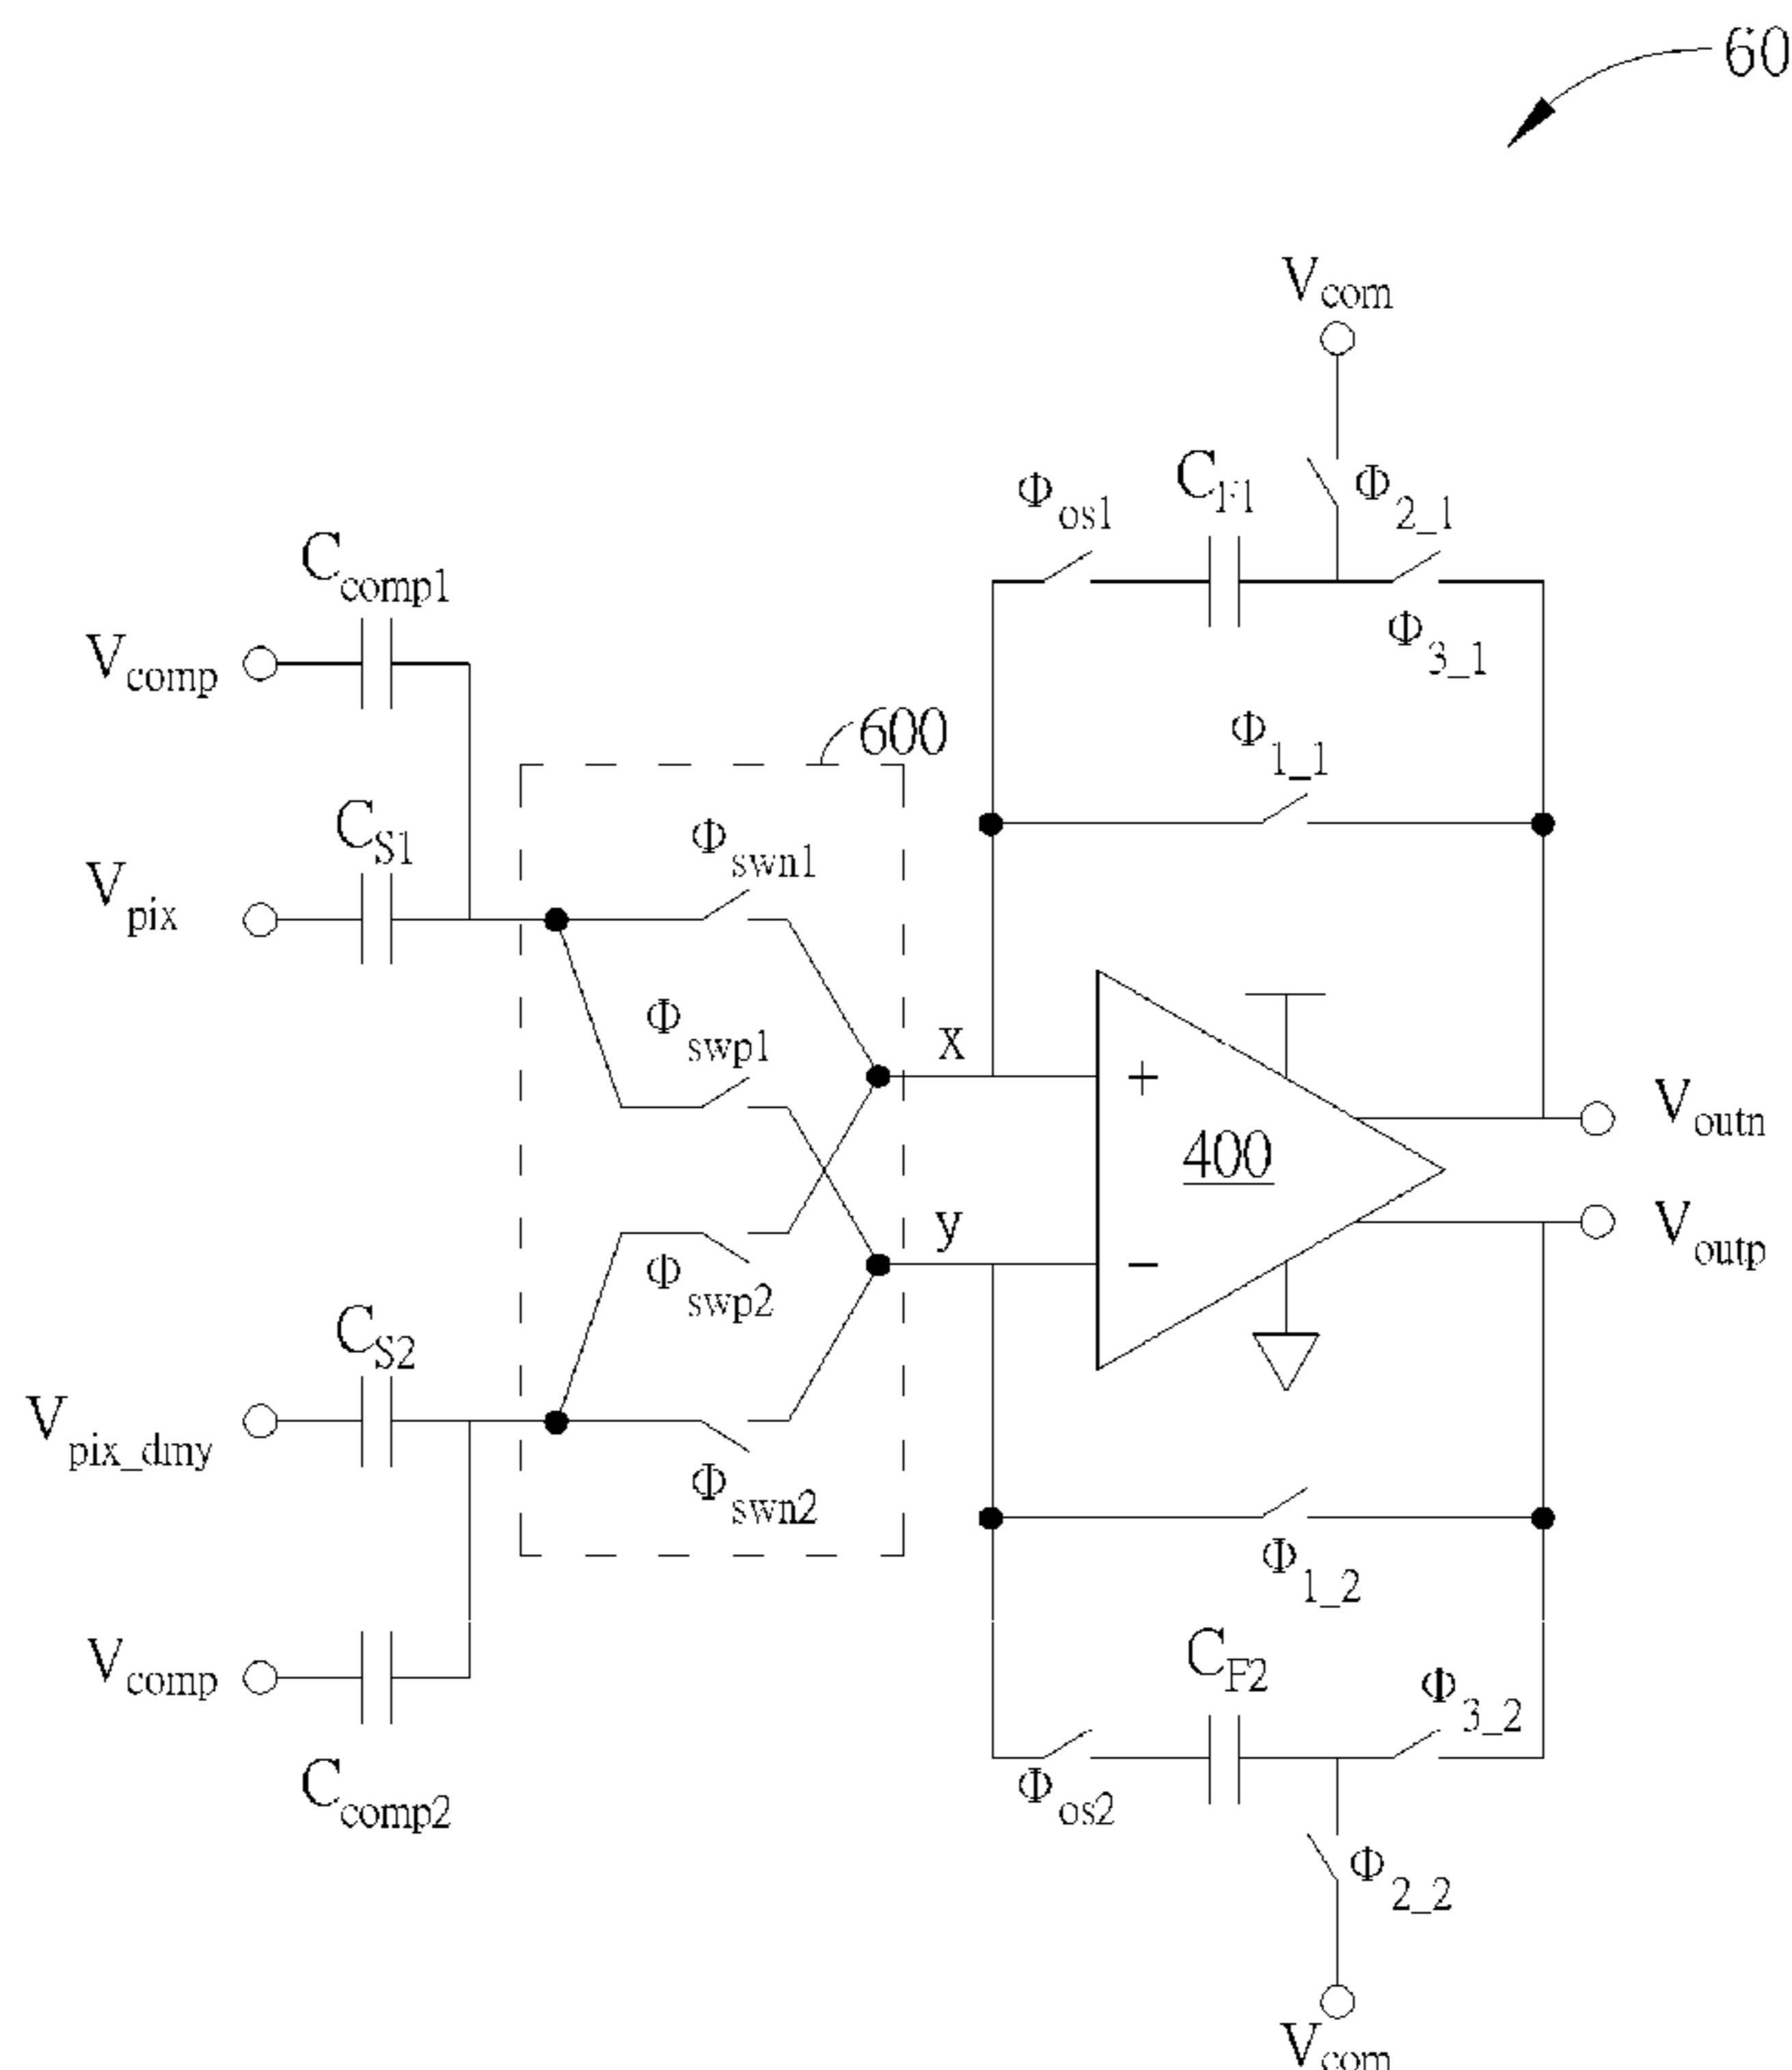 60
Vcom
Φos1
CF1
Φ2_1
Ccomp1
Φ3_1
Vcomp
600
Φ1_1
CS1
Φswn1
Vpix
Φswp1
x
+
Voutn
400
y
Voutp
−
Φswp2
CS2
Vpix_dmy
Φswn2
Φ1_2
Vcomp
CF2
Φ3_2
Ccomp2
Φos2
Φ2_2
Vcom